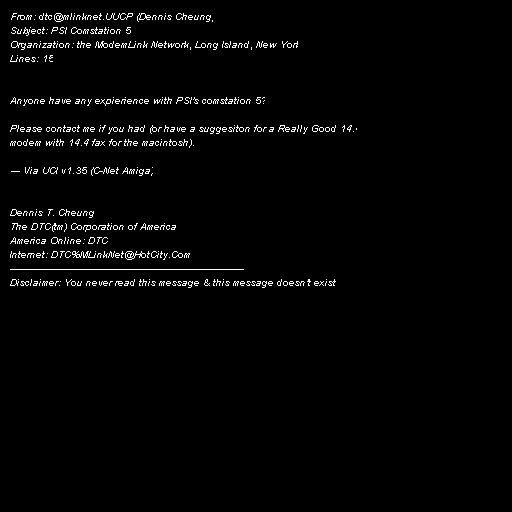 From: dtc@mlinknet.UUCP (Dennis Cheung,
Subject: PSI Comstation 5
Organization: the ModemLink Network, Long Island, New York
Lines: 15
Anyone have any expierience with PSI's comstation 5?
Please contact me if you had (or have a suggesiton for a Really Good 14.
modem with 14.4 fax for the macintosh).
— Via UCI v1.35 (C-Net Amiga)
Dennis T. Cheung
The DTC(tm) Corporation of America
America Online: DTC
Internet: DTC%MLinkNet@HotCity.Com
Disclaimer: You never read this message & this message doesn't exist